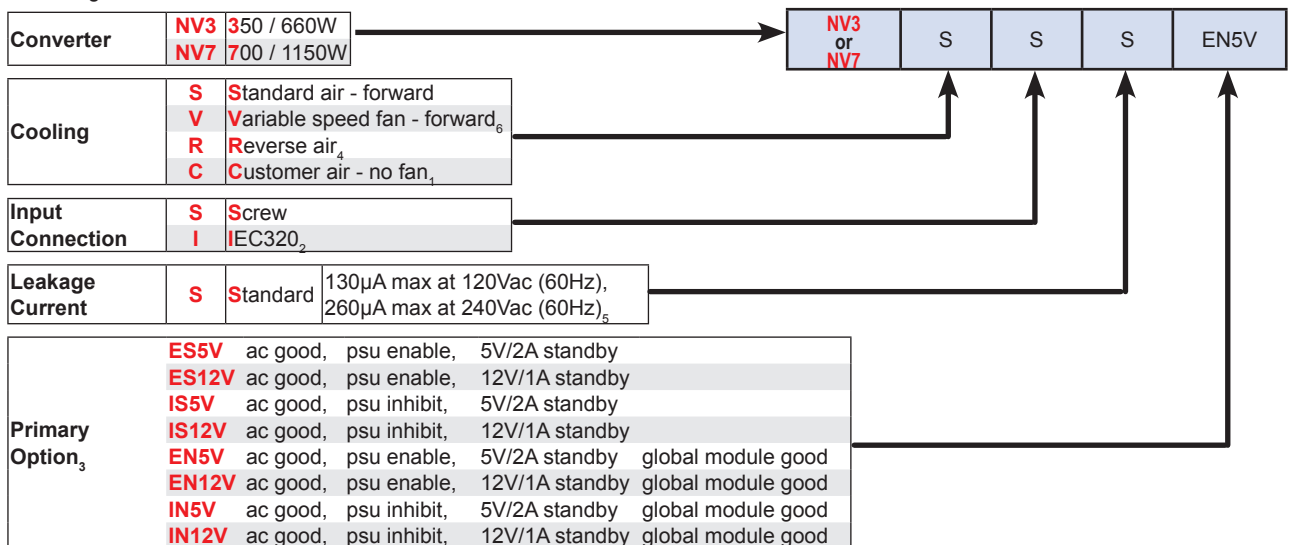 Converter NV3 350 / 660W
NV7 700 / 1150W
NV3 or NV7 S S S EN5V
Cooling
S Standard air - forward
V Variable speed fan - forward6
R Reverse air4
C Customer air - no fan1
Input Connection
S Screw
I IEC3202
Leakage Current S Standard 130µA max at 120Vac (60Hz),
260µA max at 240Vac (60Hz)5
Primary Option3
ES5V ac good, psu enable, 5V/2A standby
ES12V ac good, psu enable, 12V/1A standby
IS5V ac good, psu inhibit, 5V/2A standby
IS12V ac good, psu inhibit, 12V/1A standby
EN5V ac good, psu enable, 5V/2A standby global module good
EN12V ac good, psu enable, 12V/1A standby global module good
IN5V ac good, psu inhibit, 5V/2A standby global module good
IN12V ac good, psu inhibit, 12V/1A standby global module good